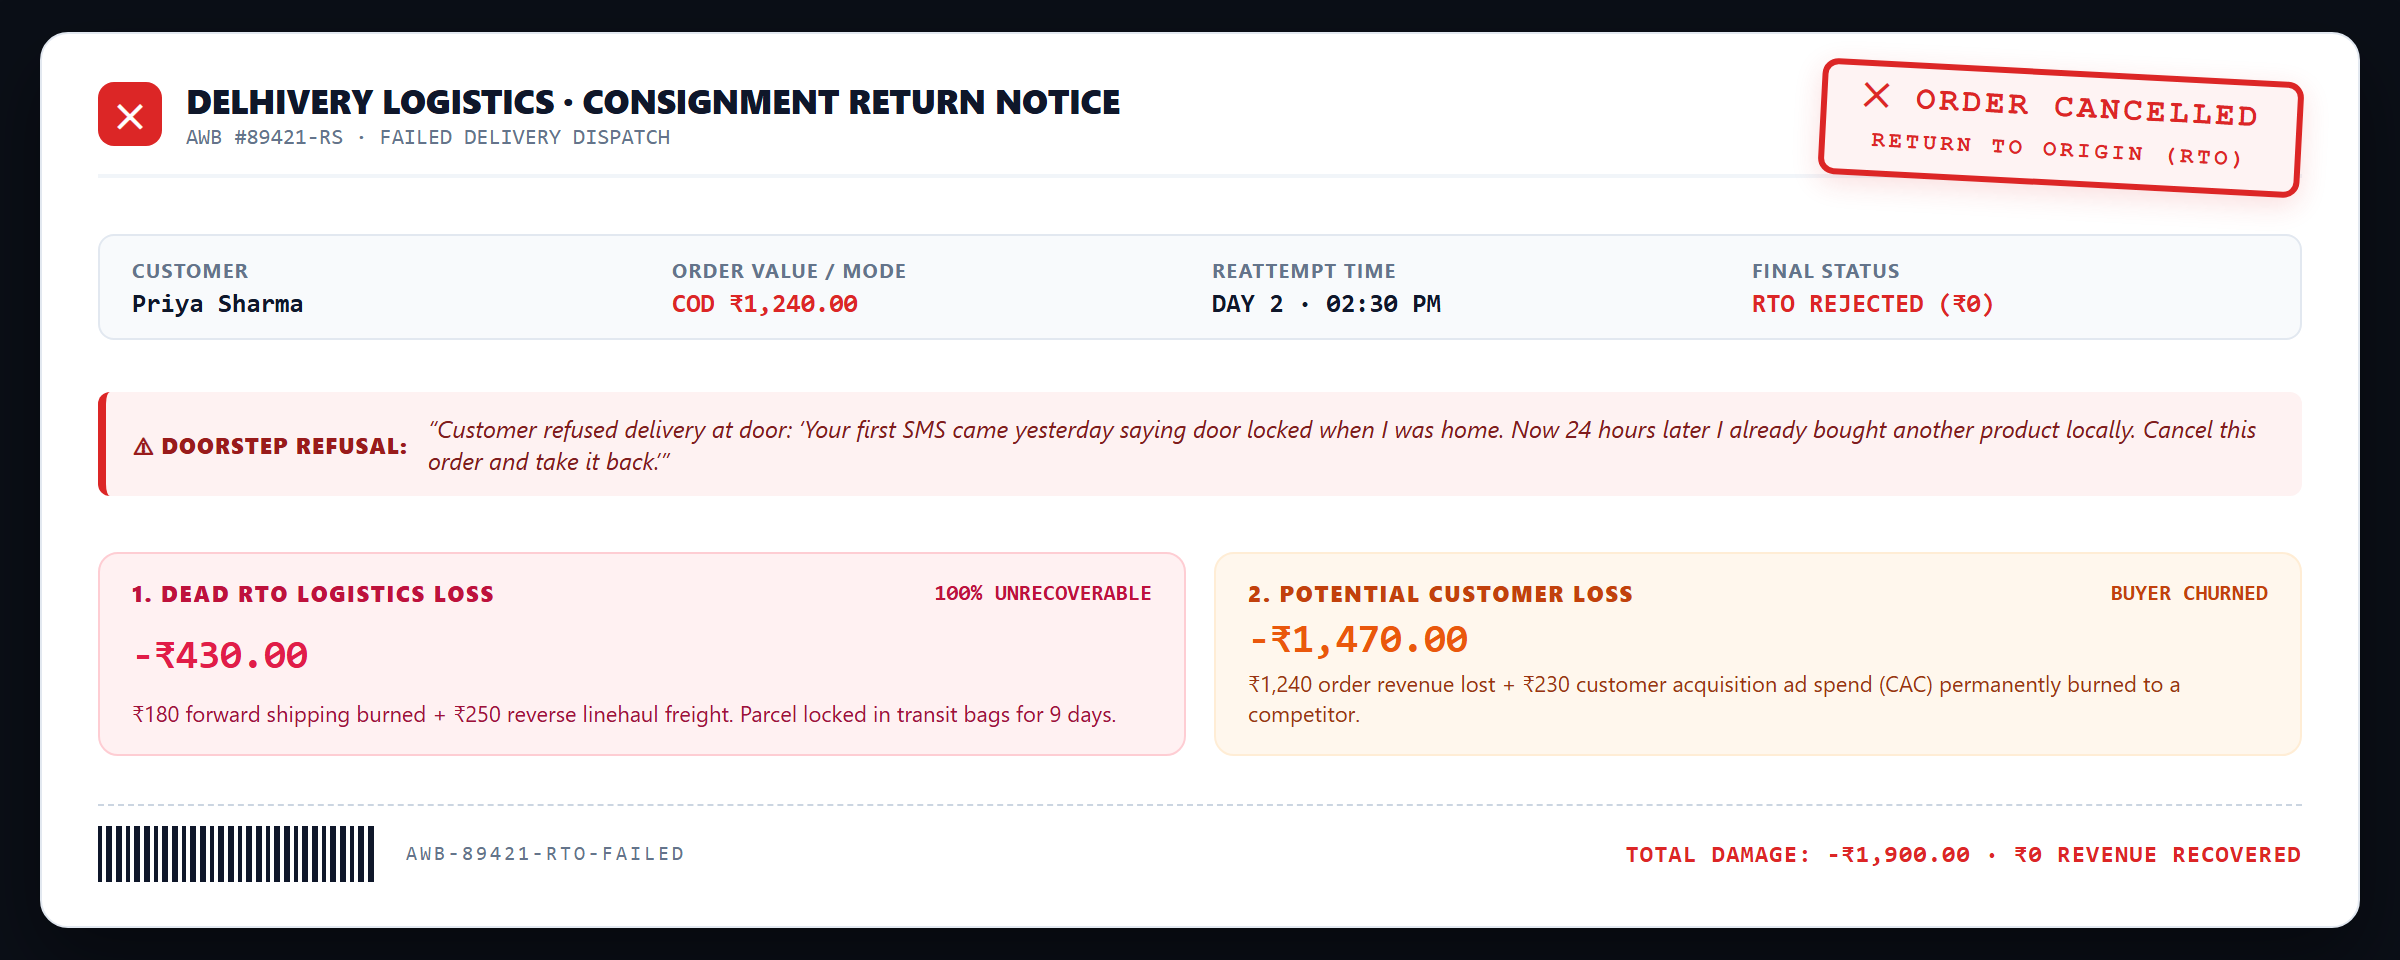 DELHIVERY LOGISTICS · CONSIGNMENT RETURN NOTICE
AWB #89421-RS · FAILED DELIVERY DISPATCH
✕ ORDER CANCELLED
RETURN TO ORIGIN (RTO)
CUSTOMER
Priya Sharma
ORDER VALUE / MODE
COD ₹1,240.00
REATTEMPT TIME
DAY 2 · 02:30 PM
FINAL STATUS
RTO REJECTED (₹0)
⚠ DOORSTEP REFUSAL:
“Customer refused delivery at door: ‘Your first SMS came yesterday saying door locked when I was home. Now 24 hours later I already bought another product locally. Cancel this
order and take it back.’”
1. DEAD RTO LOGISTICS LOSS
100% UNRECOVERABLE
-₹430.00
₹180 forward shipping burned + ₹250 reverse linehaul freight. Parcel locked in transit bags for 9 days.
2. POTENTIAL CUSTOMER LOSS
BUYER CHURNED
-₹1,470.00
₹1,240 order revenue lost + ₹230 customer acquisition ad spend (CAC) permanently burned to a
competitor.
AWB-89421-RTO-FAILED
TOTAL DAMAGE: -₹1,900.00 · ₹0 REVENUE RECOVERED